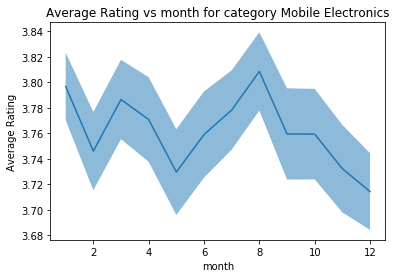 Average Rating vs month for category Mobile Electronics
3.84
3.82
3.80
3.78
3.76
3.74
3.72
3.70
3.68
Average Rating
2 4 6 8 10 12
month